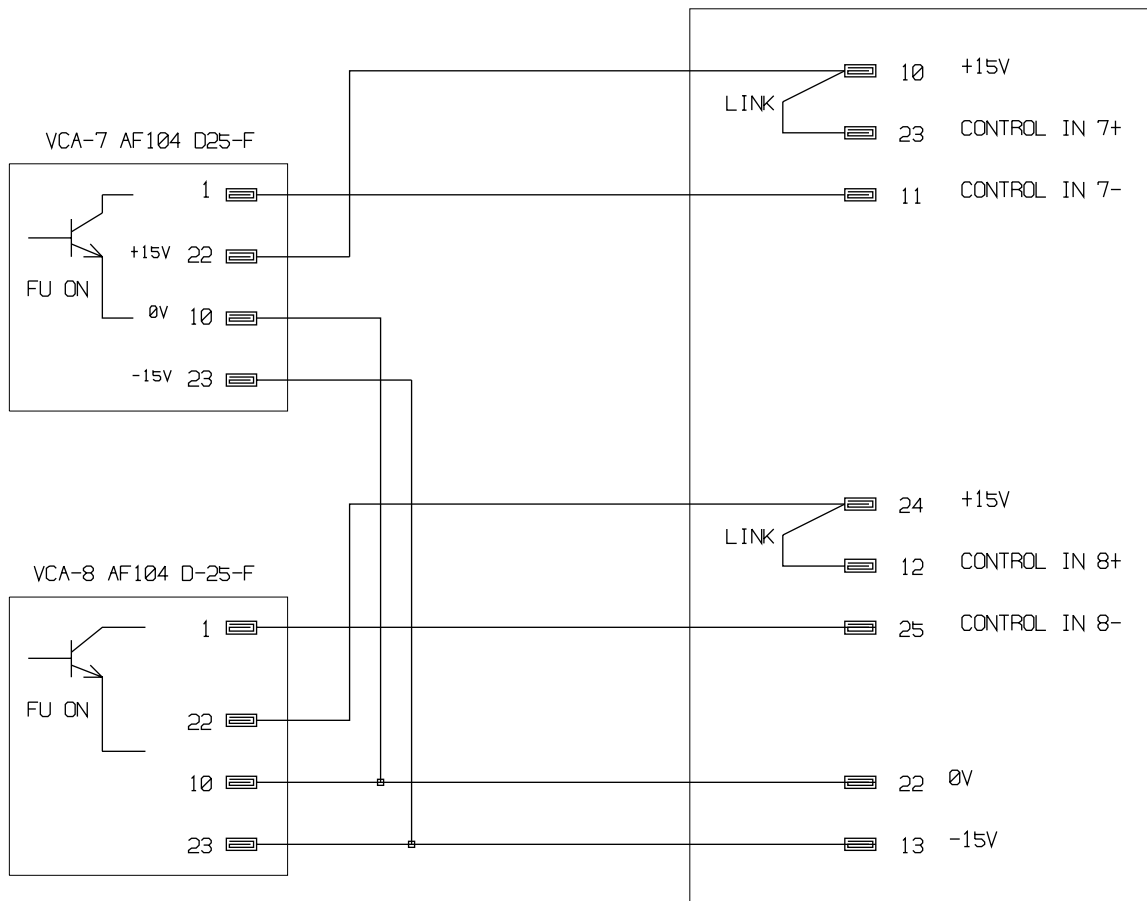 10 +15V
LINK
23 CONTROL IN 7+
VCA-7 AF104 D25-F
1
11 CONTROL IN 7-
+15V 22
FU ON
0V 10
-15V 23
24 +15V
LINK
12 CONTROL IN 8+
VCA-8 AF104 D-25-F
1
25 CONTROL IN 8-
FU ON
22
10
22 0V
23
13 -15V